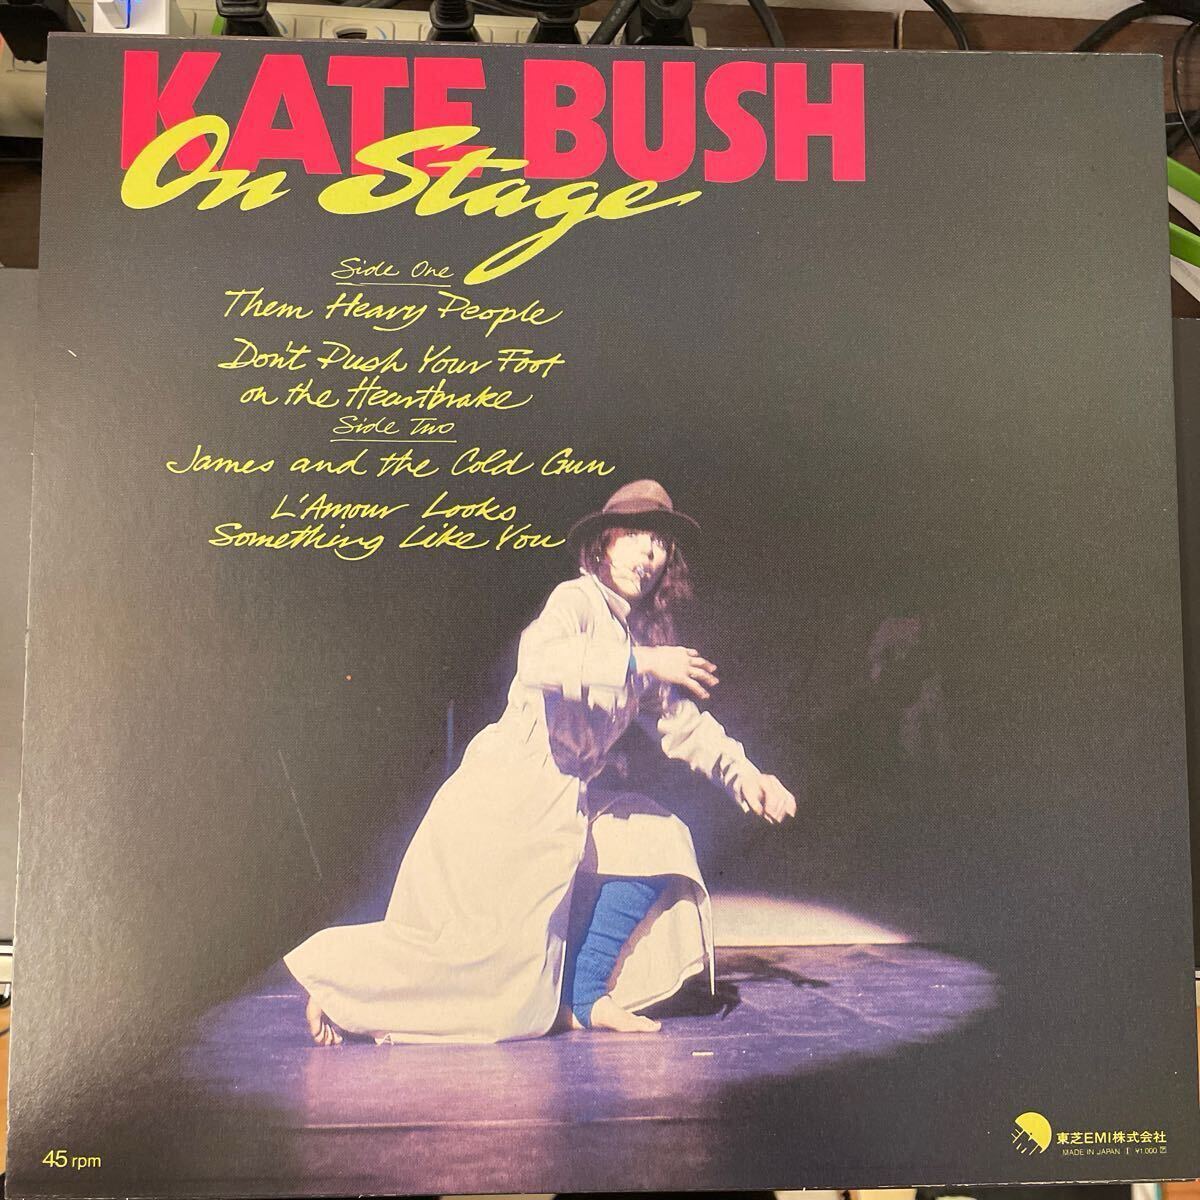 KATE BUSH
On Stage
Side One
Them Heavy People
Don't Push Your Foot
on the Heartbrake
Side Two
James and the Cold Gun
L'Amour Looks
Something Like You
45 rpm
東芝EMI株式会社
MADE IN JAPAN I ¥1,000